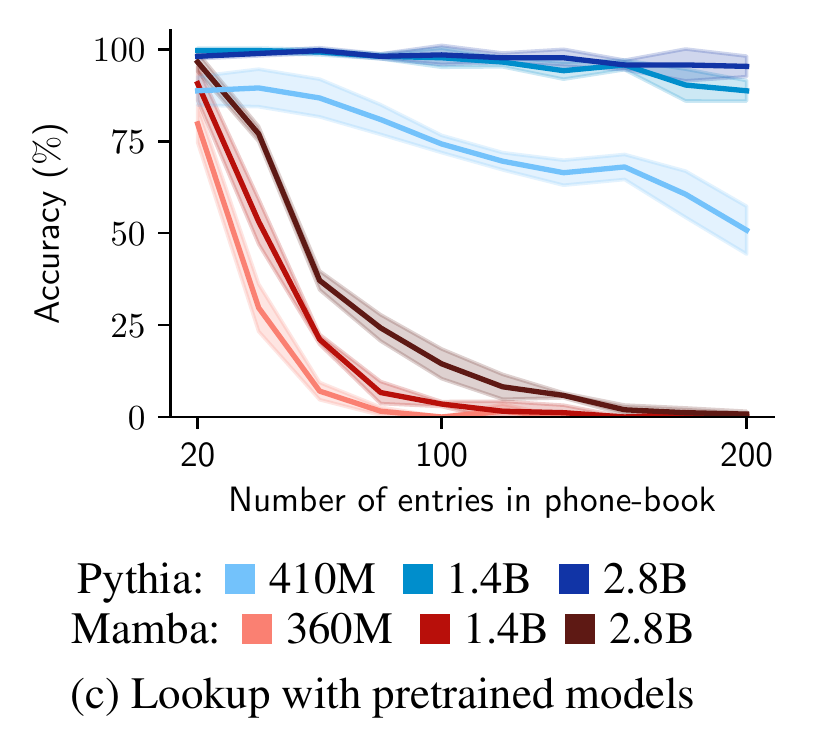 100
75
50
25
0
Accuracy (%)
20 100 200
Number of entries in phone-book
Pythia: 410M 1.4B 2.8B
Mamba: 360M 1.4B 2.8B
(c) Lookup with pretrained models